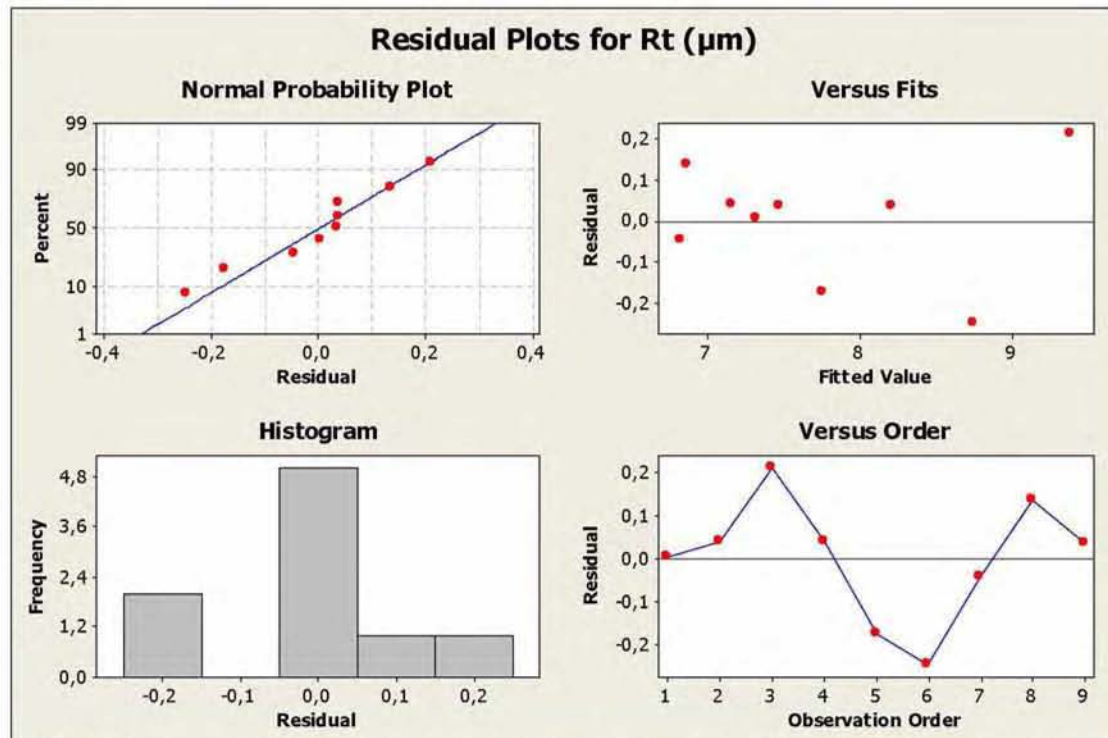 Residual Plots for Rt (µm)
Normal Probability Plot
99
90
50
10
1
Percent
-0,4 -0,2 0,0 0,2 0,4
Residual
Versus Fits
0,2
0,1
0,0
-0,1
-0,2
Residual
7 8 9
Fitted Value
Histogram
4,8
3,6
2,4
1,2
0,0
Frequency
-0,2 -0,1 0,0 0,1 0,2
Residual
Versus Order
0,2
0,1
0,0
-0,1
-0,2
Residual
1 2 3 4 5 6 7 8 9
Observation Order